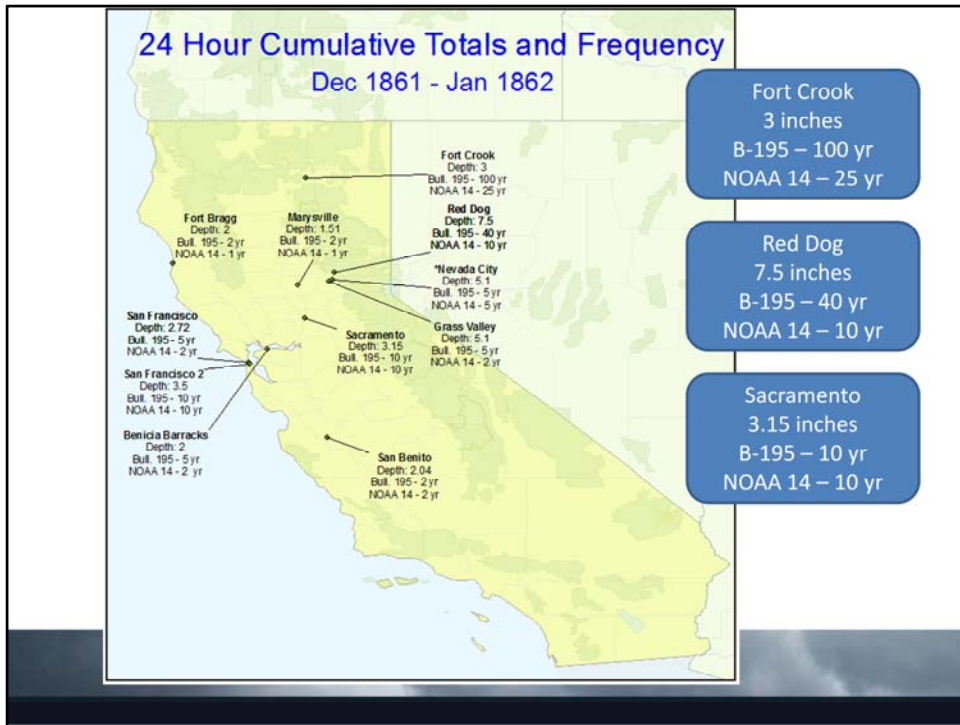 24 Hour Cumulative Totals and Frequency
Dec 1861 - Jan 1862
Fort Crook
Depth: 3
Bull. 195 - 100 yr
NOAA 14 - 25 yr
Fort Bragg
Depth: 2
Bull. 195 - 2 yr
NOAA 14 - 1 yr
Marysville
Depth: 1.51
Bull. 195 - 2 yr
NOAA 14 - 1 yr
Red Dog
Depth: 7.5
Bull. 195 - 40 yr
NOAA 14 - 10 yr
*Nevada City
Depth: 5.1
Bull. 195 - 5 yr
NOAA 14 - 5 yr
Grass Valley
Depth: 5.1
Bull. 195 - 5 yr
NOAA 14 - 2 yr
San Francisco
Depth: 2.72
Bull. 195 - 5 yr
NOAA 14 - 2 yr
Sacramento
Depth: 3.15
Bull. 195 - 10 yr
NOAA 14 - 10 yr
San Francisco 2
Depth: 3.5
Bull. 195 - 10 yr
NOAA 14 - 10 yr
Benicia Barracks
Depth: 2
Bull. 195 - 5 yr
NOAA 14 - 2 yr
San Benito
Depth: 2.04
Bull. 195 - 2 yr
NOAA 14 - 2 yr
Fort Crook
3 inches
B-195 – 100 yr
NOAA 14 – 25 yr
Red Dog
7.5 inches
B-195 – 40 yr
NOAA 14 – 10 yr
Sacramento
3.15 inches
B-195 – 10 yr
NOAA 14 – 10 yr